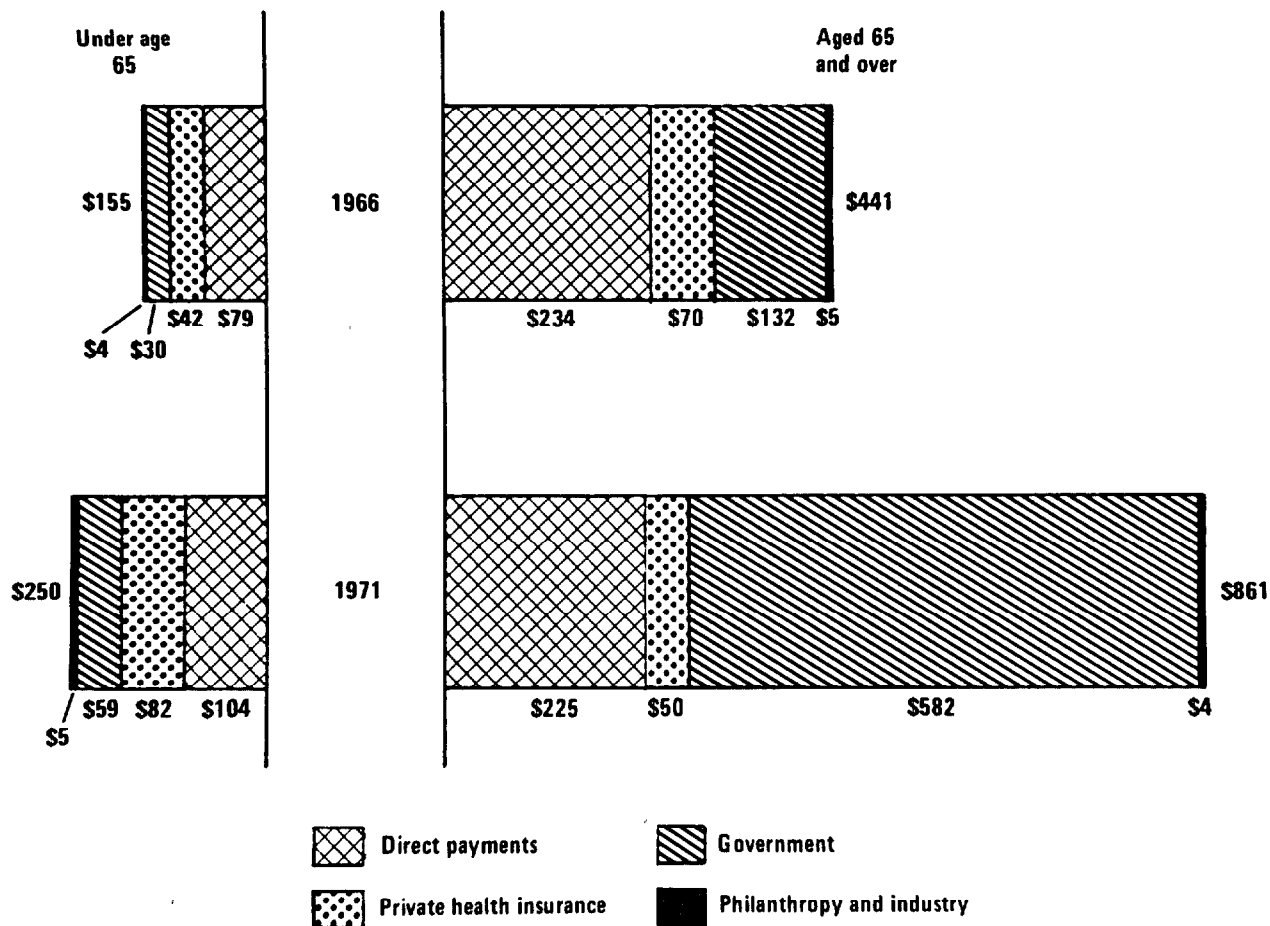 Under age
65
Aged 65
and over
$155
1966
$441
$42 $79
$234 $70 $132 $5
$4 $30
$250
1971
$861
$59 $82 $104
$225 $50 $582 $4
$5
Direct payments
Government
Private health insurance
Philanthropy and industry